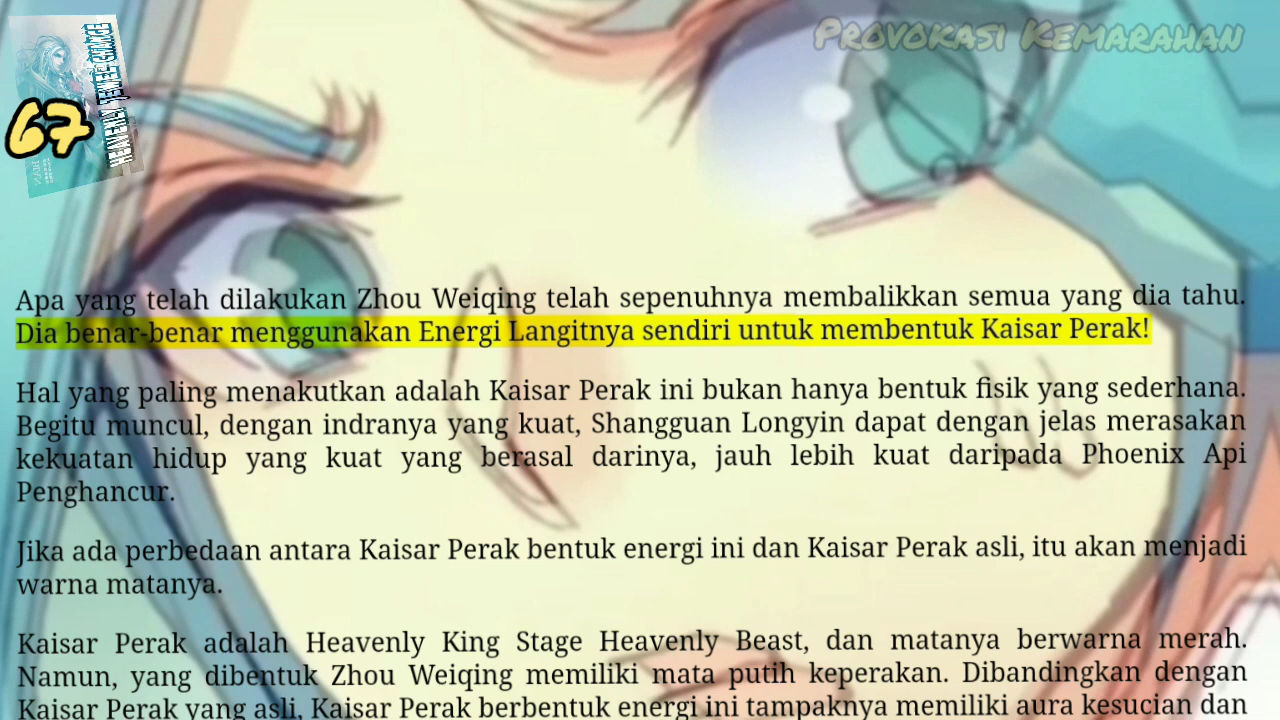 Provokasi Kemarahan
HEAVENLY JEWEL CHANGE
67
Apa yang telah dilakukan Zhou Weiqing telah sepenuhnya membalikkan semua yang dia tahu.
Dia benar-benar menggunakan Energi Langitnya sendiri untuk membentuk Kaisar Perak!
Hal yang paling menakutkan adalah Kaisar Perak ini bukan hanya bentuk fisik yang sederhana.
Begitu muncul, dengan indranya yang kuat, Shangguan Longyin dapat dengan jelas merasakan
kekuatan hidup yang kuat yang berasal darinya, jauh lebih kuat daripada Phoenix Api
Penghancur.
Jika ada perbedaan antara Kaisar Perak bentuk energi ini dan Kaisar Perak asli, itu akan menjadi
warna matanya.
Kaisar Perak adalah Heavenly King Stage Heavenly Beast, dan matanya berwarna merah.
Namun, yang dibentuk Zhou Weiqing memiliki mata putih keperakan. Dibandingkan dengan
Kaisar Perak yang asli, Kaisar Perak berbentuk energi ini tampaknya memiliki aura kesucian dan